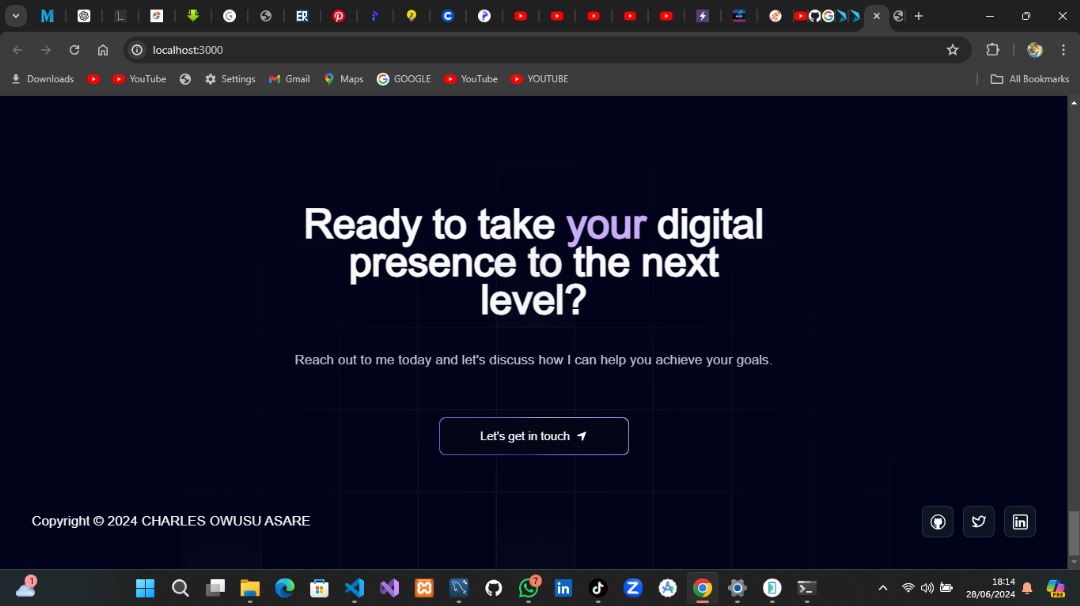 localhost:3000
Downloads
YouTube
Settings
Gmail
Maps
GOOGLE
YouTube
YOUTUBE
All Bookmarks
Ready to take your digital
presence to the next
level?
Reach out to me today and let's discuss how I can help you achieve your goals.
Let's get in touch
Copyright © 2024 CHARLES OWUSU ASARE
1
7
18:14
28/06/2024